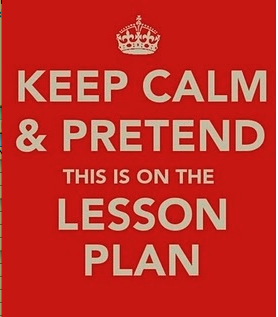 KEEP CALM
& PRETEND
THIS IS ON THE
LESSON
PLAN